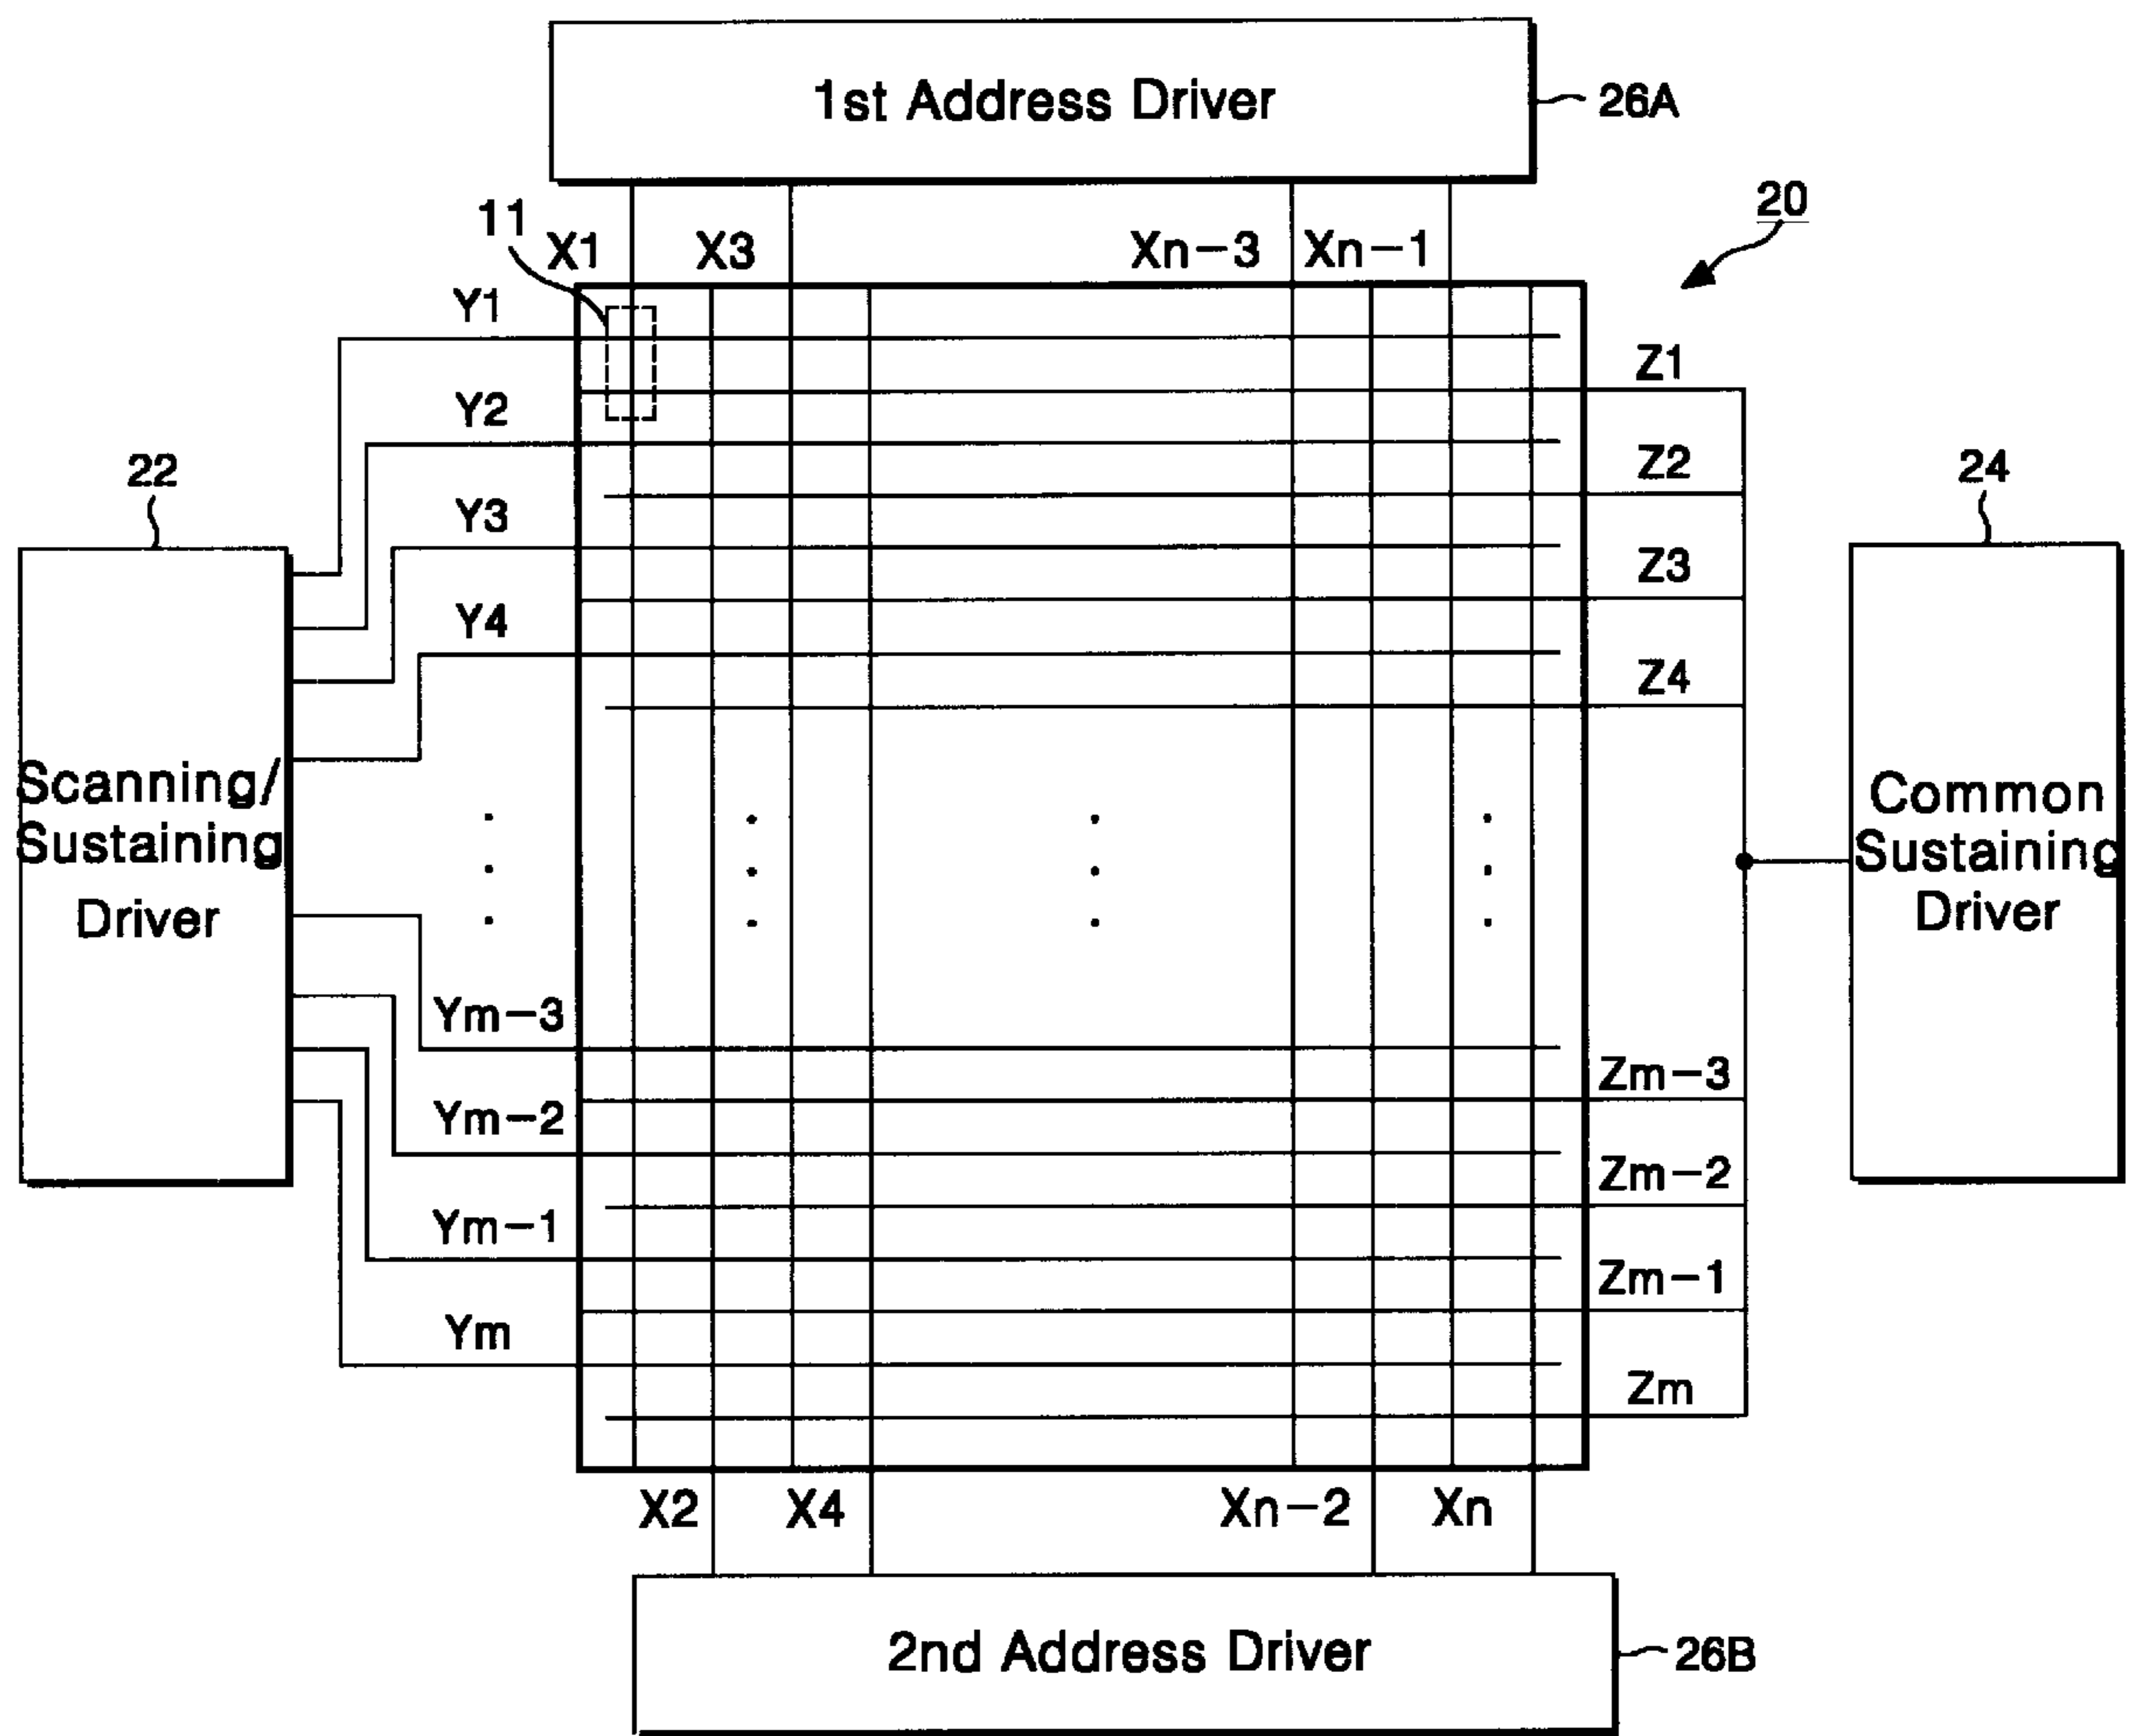 1st Address Driver
26A
20
11
X1
X3
Xn-3
Xn-1
Y1
Z1
Y2
Z2
22
24
Y3
Z3
Y4
Z4
Scanning/
Sustaining
Driver
Common
Sustaining
Driver
Ym-3
Zm-3
Ym-2
Zm-2
Ym-1
Zm-1
Ym
Zm
X2
X4
Xn-2
Xn
2nd Address Driver
26B